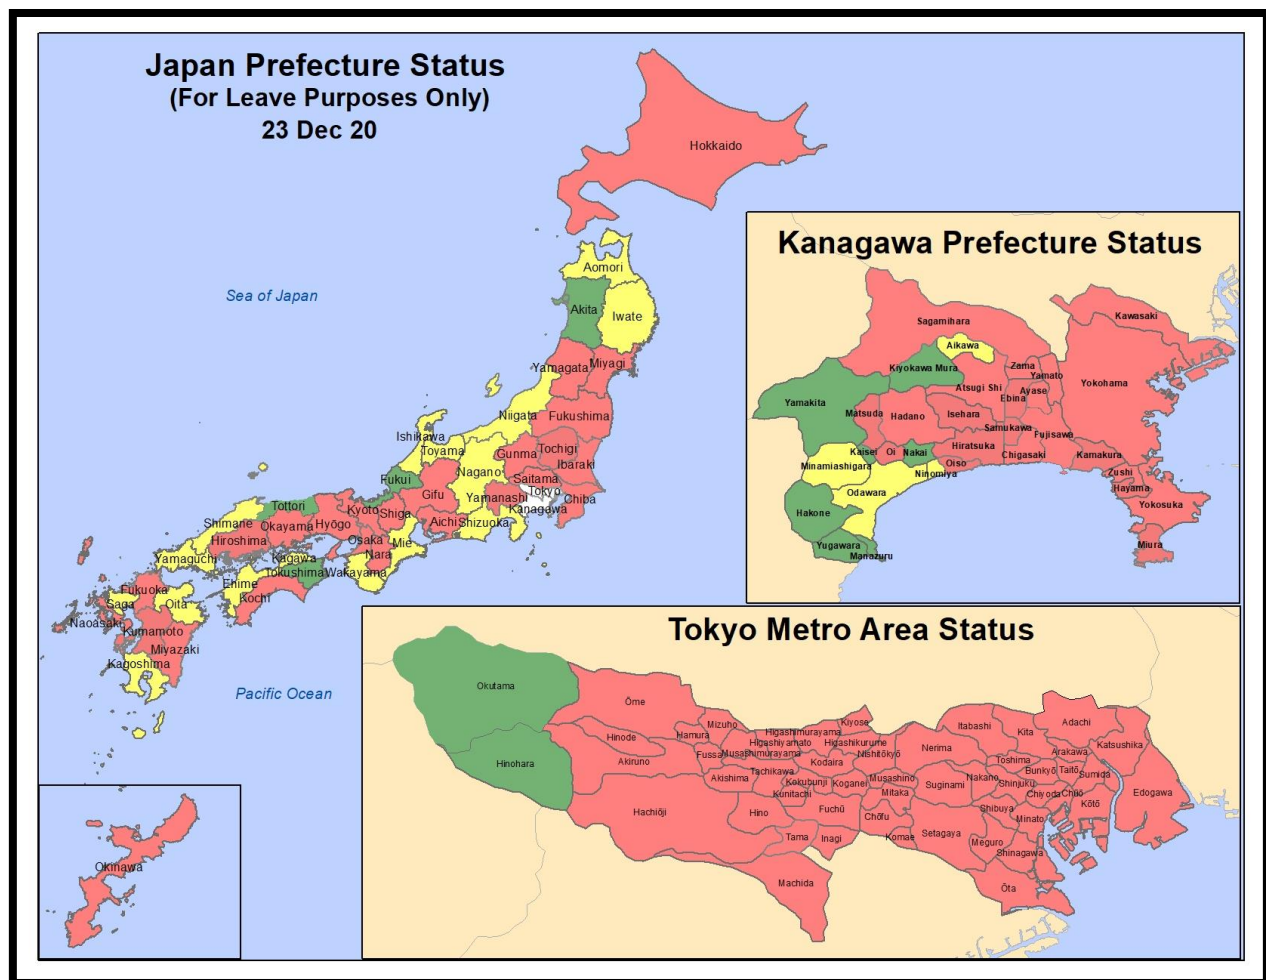 Japan Prefecture Status
(For Leave Purposes Only)
23 Dec 20
Hokkaido
Sea of Japan
Aomori
Akita
Iwate
Yamagata
Miyagi
Niigata
Fukushima
Ishikawa
Toyama
Gunma
Tochigi
Ibaraki
Nagano
Saitama
Fukui
Gifu
Yamanashi
Tokyo
Chiba
Kanagawa
Tottori
Kyoto
Shiga
Shimane
Okayama
Hyōgo
Aichi
Shizuoka
Hiroshima
Osaka
Mie
Nara
Yamaguchi
Kagawa
Tokushima
Wakayama
Ehime
Kochi
Fukuoka
Saga
Oita
Naoasaki
Kumamoto
Miyazaki
Kagoshima
Pacific Ocean
Okinawa
Kanagawa Prefecture Status
Kawasaki
Sagamihara
Aikawa
Kiyokawa Mura
Zama
Yamato
Yokohama
Atsugi Shi
Ayase
Ebina
Yamakita
Matsuda
Hadano
Isehara
Samukawa
Fujisawa
Kaisei
Oi
Nakai
Hiratsuka
Chigasaki
Kamakura
Minamiashigara
Ninomiya
Oiso
Zushi
Hayama
Odawara
Yokosuka
Hakone
Yugawara
Manazuru
Miura
Tokyo Metro Area Status
Okutama
Ōme
Mizuho
Kiyose
Itabashi
Kita
Adachi
Hinode
Hamura
Higashimurayama
Higashiyamato
Higashikurume
Nerima
Katsushika
Fussa
Musashimurayama
Nishitōkyō
Arakawa
Hinohara
Akiruno
Kodaira
Toshima
Akishima
Tachikawa
Kokubunji
Koganei
Musashino
Suginami
Nakano
Shinjuku
Bunkyō
Taitō
Sumida
Kunitachi
Mitaka
Chiyoda
Chūō
Edogawa
Hachiōji
Hino
Fuchū
Chōfu
Shibuya
Minato
Kōtō
Tama
Inagi
Komae
Setagaya
Meguro
Shinagawa
Machida
Ōta